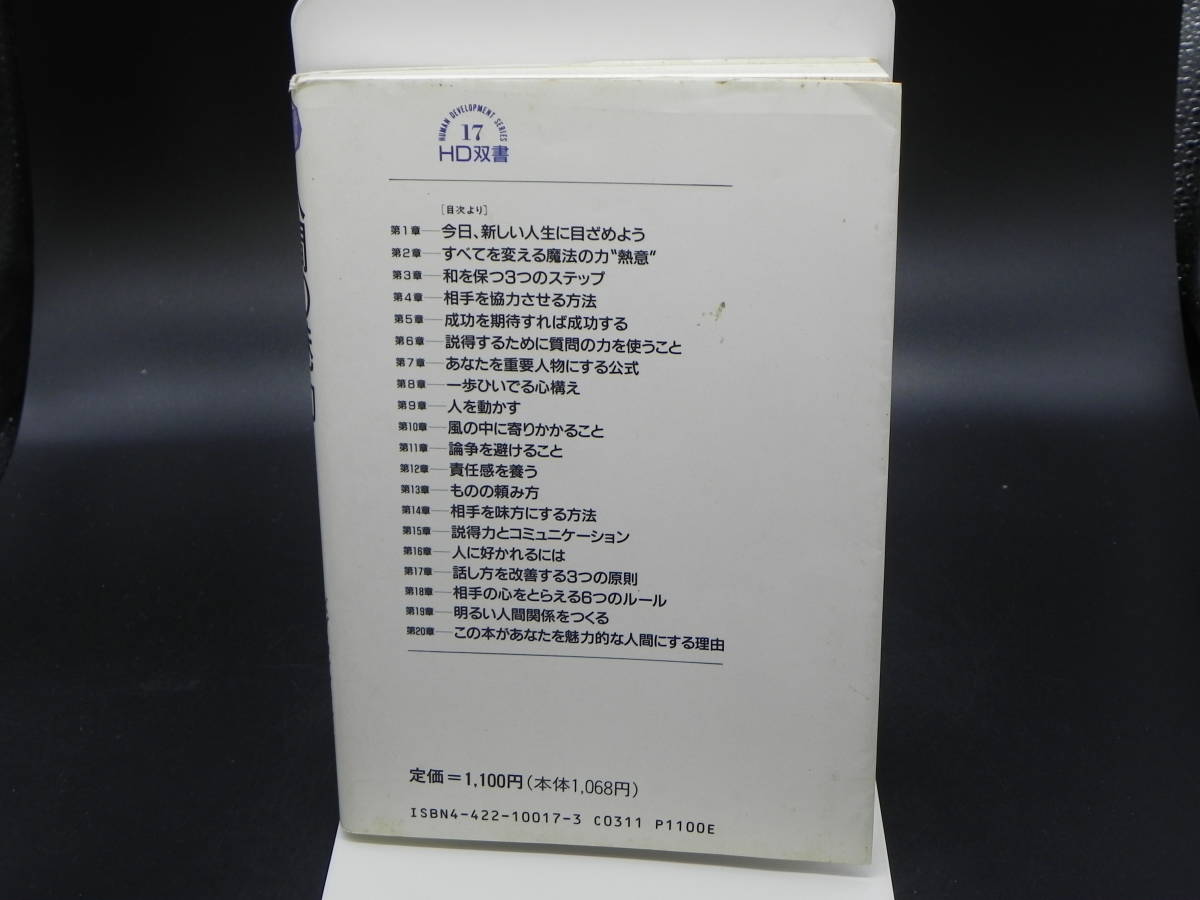 HUMAN DEVELOPMENT SERIES
17
HD双書
[目次より]
第1章─今日、新しい人生に目ざめよう
第2章─すべてを変える魔法の力"熱意"
第3章─和を保つ3つのステップ
第4章─相手を協力させる方法
第5章─成功を期待すれば成功する
第6章─説得するために質問の力を使うこと
第7章─あなたを重要人物にする公式
第8章─一歩ひいでる心構え
第9章─人を動かす
第10章─風の中に寄りかかること
第11章─論争を避けること
第12章─責任感を養う
第13章─ものの頼み方
第14章─相手を味方にする方法
第15章─説得力とコミュニケーション
第16章─人に好かれるには
第17章─話し方を改善する3つの原則
第18章─相手の心をとらえる6つのルール
第19章─明るい人間関係をつくる
第20章─この本があなたを魅力的な人間にする理由
定価=1,100円(本体1,068円)
ISBN4-422-10017-3 C0311 P1100E